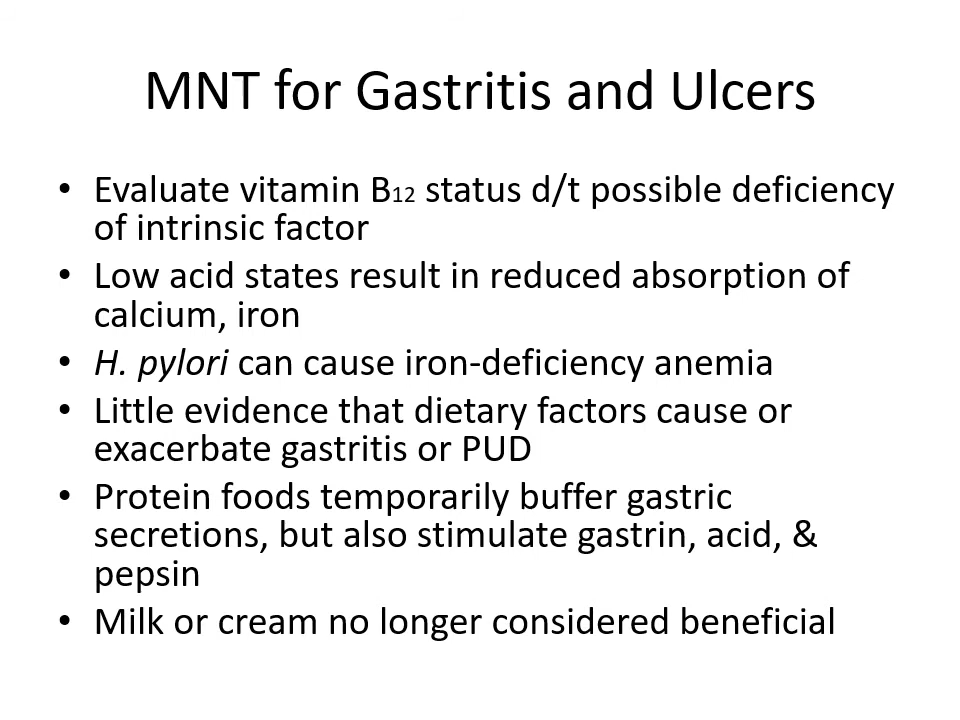 MNT for Gastritis and Ulcers
• Evaluate vitamin B12 status d/t possible deficiency
of intrinsic factor
• Low acid states result in reduced absorption of
calcium, iron
• H. pylori can cause iron-deficiency anemia
• Little evidence that dietary factors cause or
exacerbate gastritis or PUD
• Protein foods temporarily buffer gastric
secretions, but also stimulate gastrin, acid, &
pepsin
• Milk or cream no longer considered beneficial